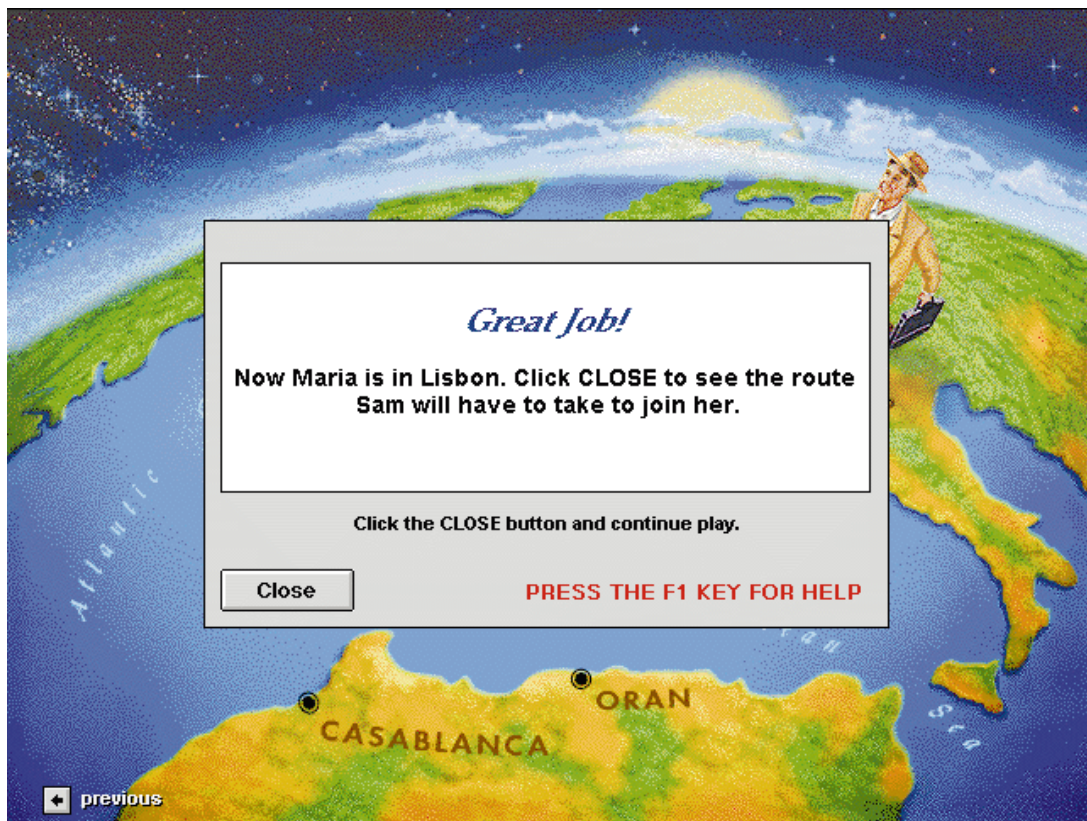 Great Job!
Now Maria is in Lisbon. Click CLOSE to see the route
Sam will have to take to join her.
Click the CLOSE button and continue play.
Close
PRESS THE F1 KEY FOR HELP
Atlantic
Sea
ORAN
CASABLANCA
previous